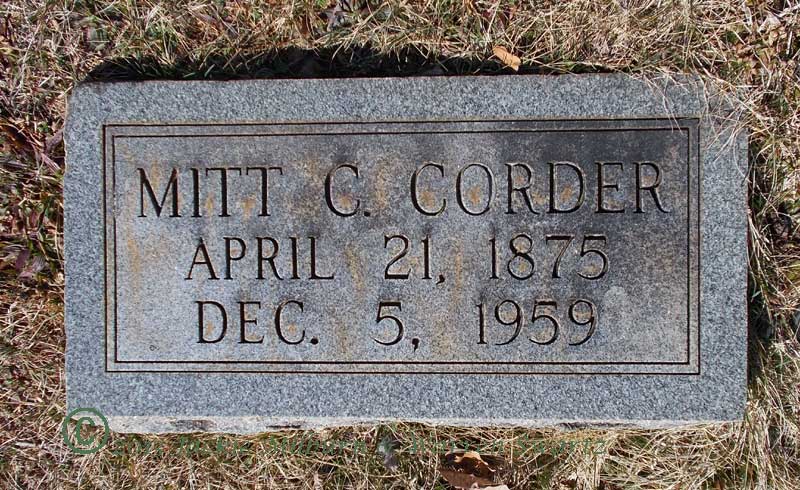 MITT C. CORDER
APRIL 21, 1875
DEC. 5, 1959
©